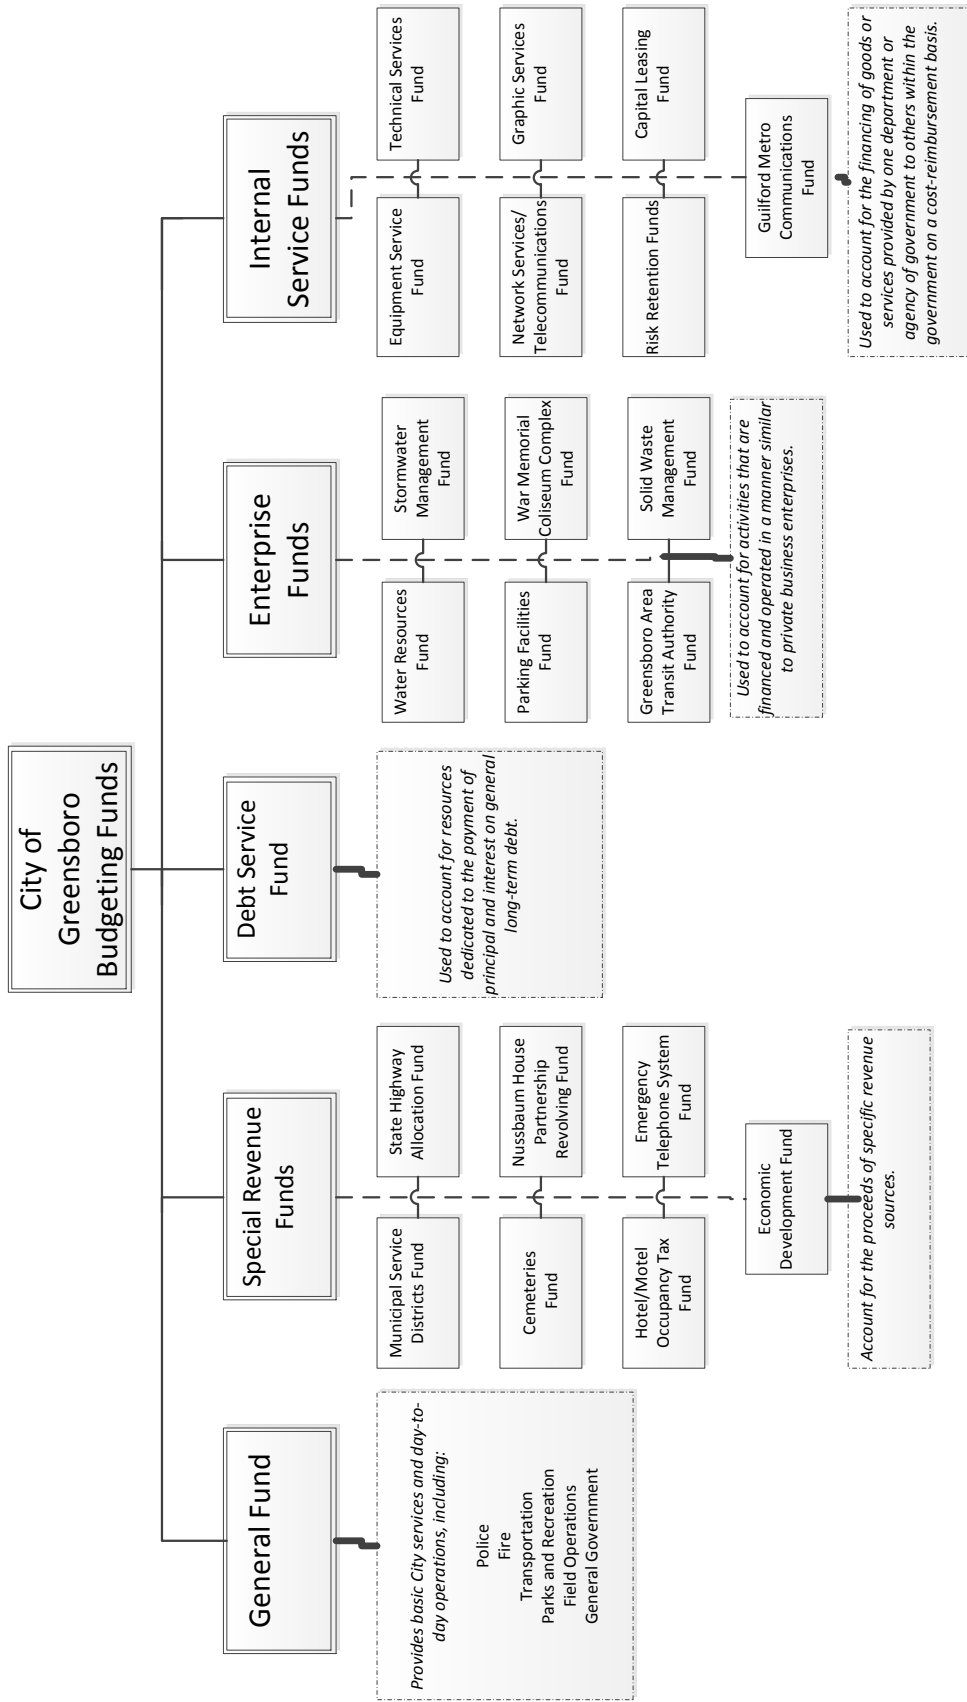 City of
Greensboro
Budgeting Funds
General Fund
Provides basic City services and day-to-
day operations, including:
Police
Fire
Transportation
Parks and Recreation
Field Operations
General Government
Special Revenue
Funds
Municipal Service
Districts Fund
State Highway
Allocation Fund
Cemeteries
Fund
Nussbaum House
Partnership
Revolving Fund
Hotel/Motel
Occupancy Tax
Fund
Emergency
Telephone System
Fund
Economic
Development Fund
Account for the proceeds of specific revenue
sources.
Debt Service
Fund
Used to account for resources
dedicated to the payment of
principal and interest on general
long-term debt.
Enterprise
Funds
Water Resources
Fund
Stormwater
Management
Fund
Parking Facilities
Fund
War Memorial
Coliseum Complex
Fund
Greensboro Area
Transit Authority
Fund
Solid Waste
Management
Fund
Used to account for activities that are
financed and operated in a manner similar
to private business enterprises.
Internal
Service Funds
Equipment Service
Fund
Technical Services
Fund
Network Services/
Telecommunications
Fund
Graphic Services
Fund
Risk Retention Funds
Capital Leasing
Fund
Guilford Metro
Communications
Fund
Used to account for the financing of goods or
services provided by one department or
agency of government to others within the
government on a cost-reimbursement basis.